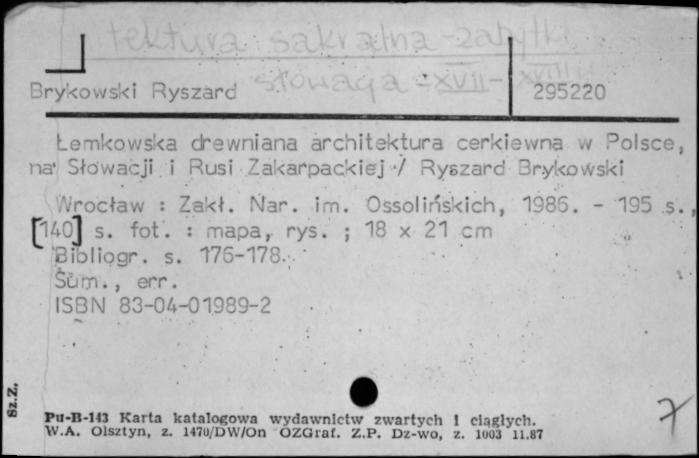 tektura sakralna - zabytki
słowacja - XVII - XVIII w
Brykowski Ryszard 295220
Łemkowska drewniana architektura cerkiewna w Polsce,
na Słowacji i Rusi Zakarpackiej / Ryszard Brykowski
Wrocław : Zakł. Nar. im. Ossolińskich, 1986. - 195 s.,
[140] s. fot. : mapa, rys. ; 18 x 21 cm
Bibliogr. s. 176-178.
Sum., err.
ISBN 83-04-01989-2
Sz.Z.
Pu-B-143 Karta katalogowa wydawnictw zwartych i ciągłych.
W.A. Olsztyn, z. 1470/DW/On OZGraf. Z.P. Dz-wo, z. 1003 11.87